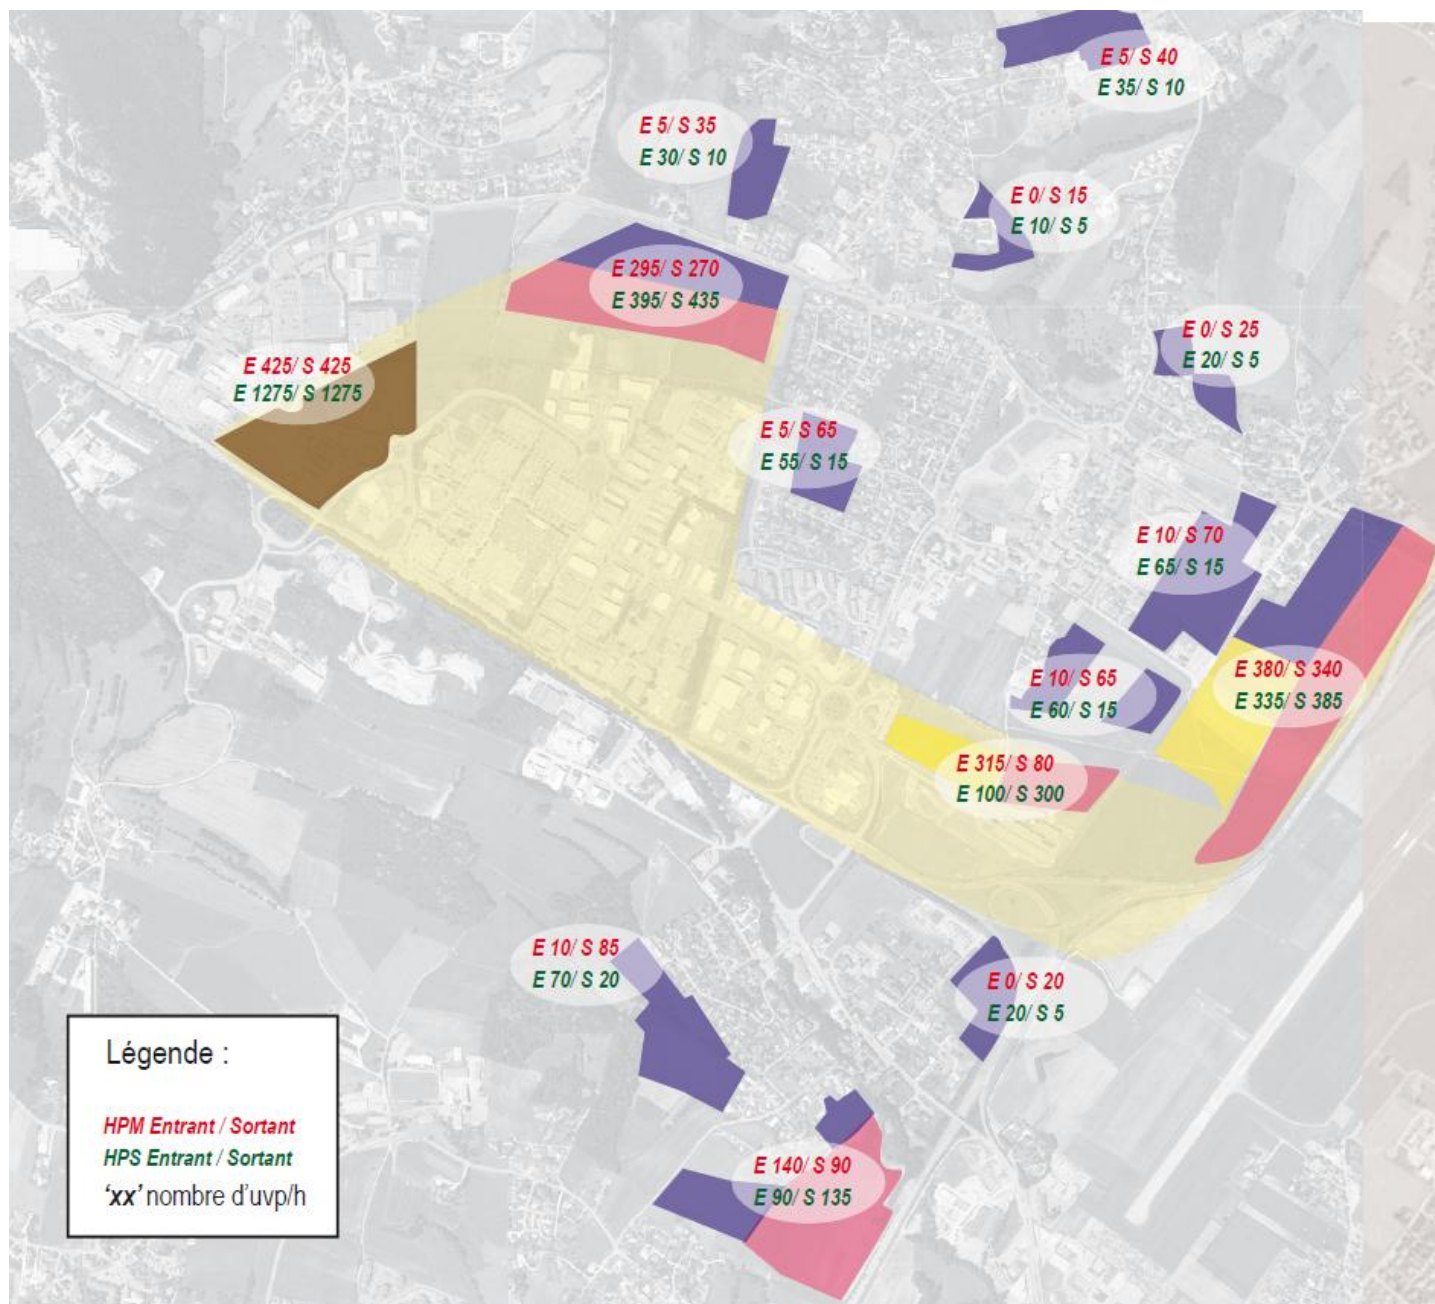 E 5/ S 40
E 35/ S 10
E 5/ S 35
E 30/ S 10
E 0/ S 15
E 10/ S 5
E 295/ S 270
E 395/ S 435
E 0/ S 25
E 20/ S 5
E 425/ S 425
E 1275/ S 1275
E 5/ S 65
E 55/ S 15
E 10/ S 70
E 65/ S 15
E 10/ S 65
E 60/ S 15
E 380/ S 340
E 335/ S 385
E 315/ S 80
E 100/ S 300
E 10/ S 85
E 70/ S 20
E 0/ S 20
E 20/ S 5
E 140/ S 90
E 90/ S 135
Légende :
HPM Entrant / Sortant
HPS Entrant / Sortant
‘xx’ nombre d’uvp/h